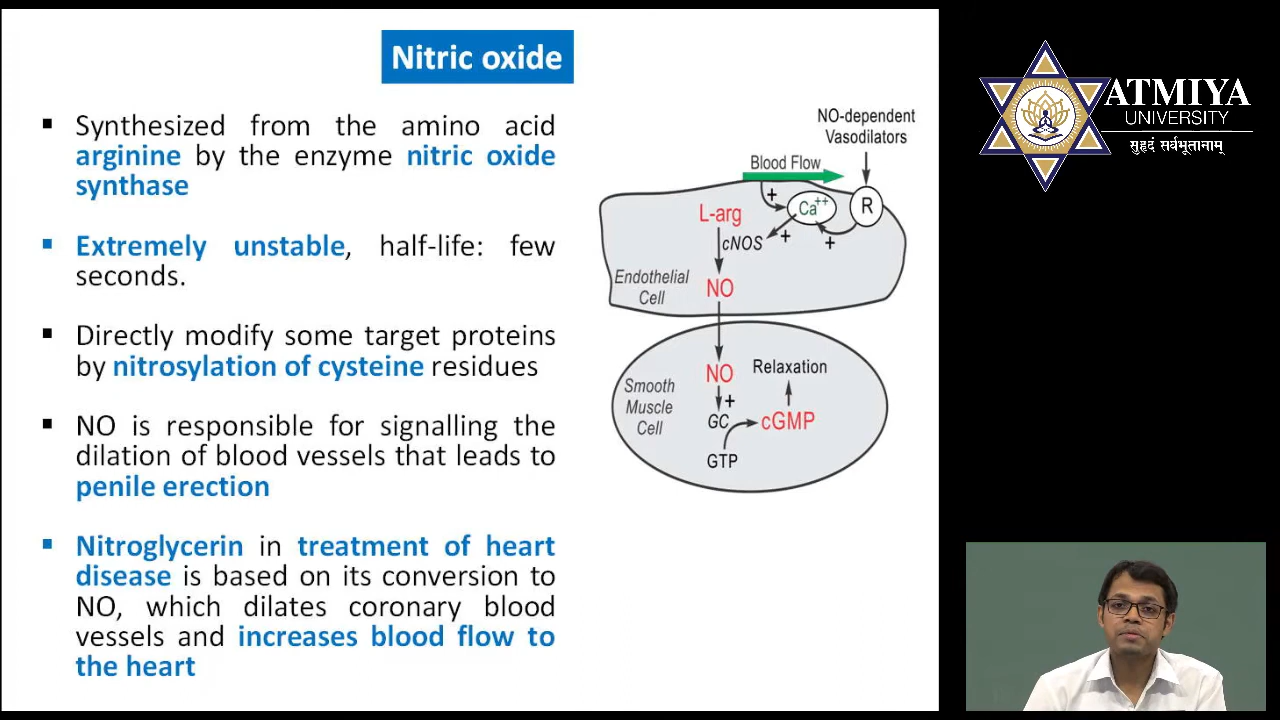 Nitric oxide
▪ Synthesized from the amino acid
arginine by the enzyme nitric oxide
synthase
▪ Extremely unstable, half-life: few
seconds.
▪ Directly modify some target proteins
by nitrosylation of cysteine residues
▪ NO is responsible for signalling the
dilation of blood vessels that leads to
penile erection
▪ Nitroglycerin in treatment of heart
disease is based on its conversion to
NO, which dilates coronary blood
vessels and increases blood flow to
the heart
NO-dependent
Vasodilators
Blood Flow
+
Ca++
R
L-arg
cNOS
+
+
Endothelial
Cell
NO
NO
Relaxation
Smooth
Muscle
Cell
+
GC
cGMP
GTP
ATMIYA
UNIVERSITY
सुहृदं सर्वभूतानाम्